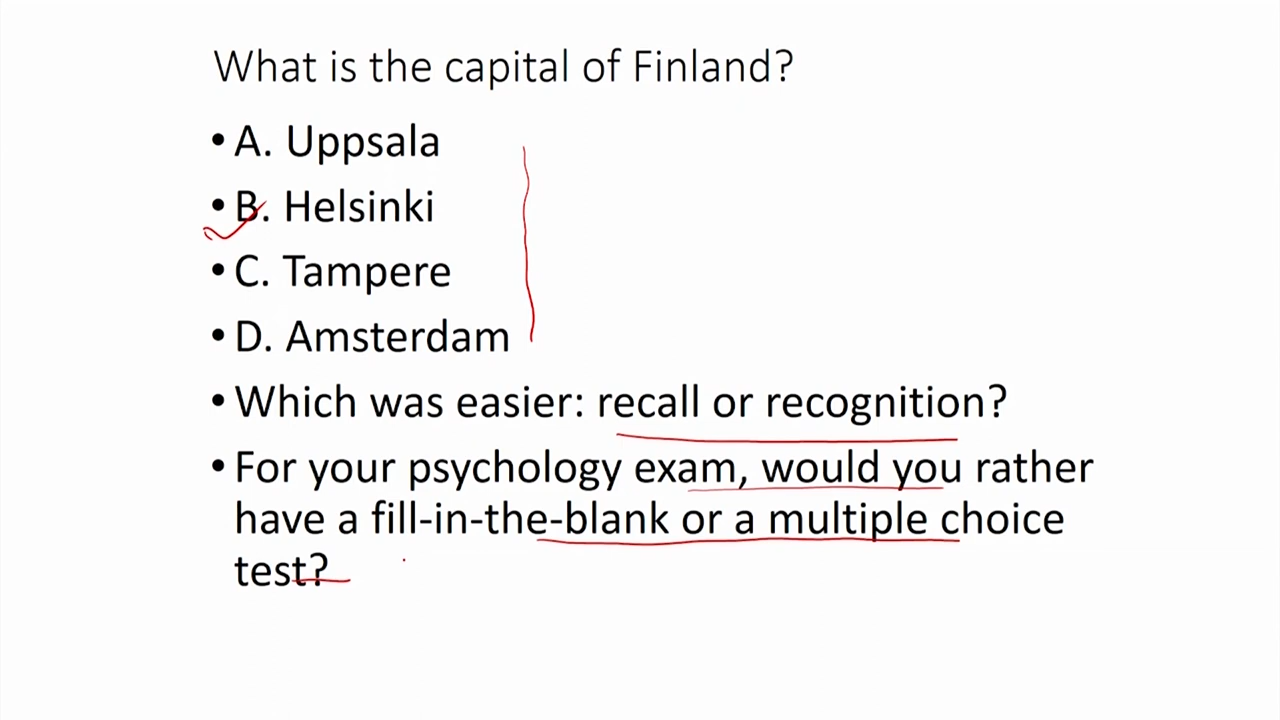 What is the capital of Finland?
• A. Uppsala
• B. Helsinki
• C. Tampere
• D. Amsterdam
• Which was easier: recall or recognition?
• For your psychology exam, would you rather
have a fill-in-the-blank or a multiple choice
test?